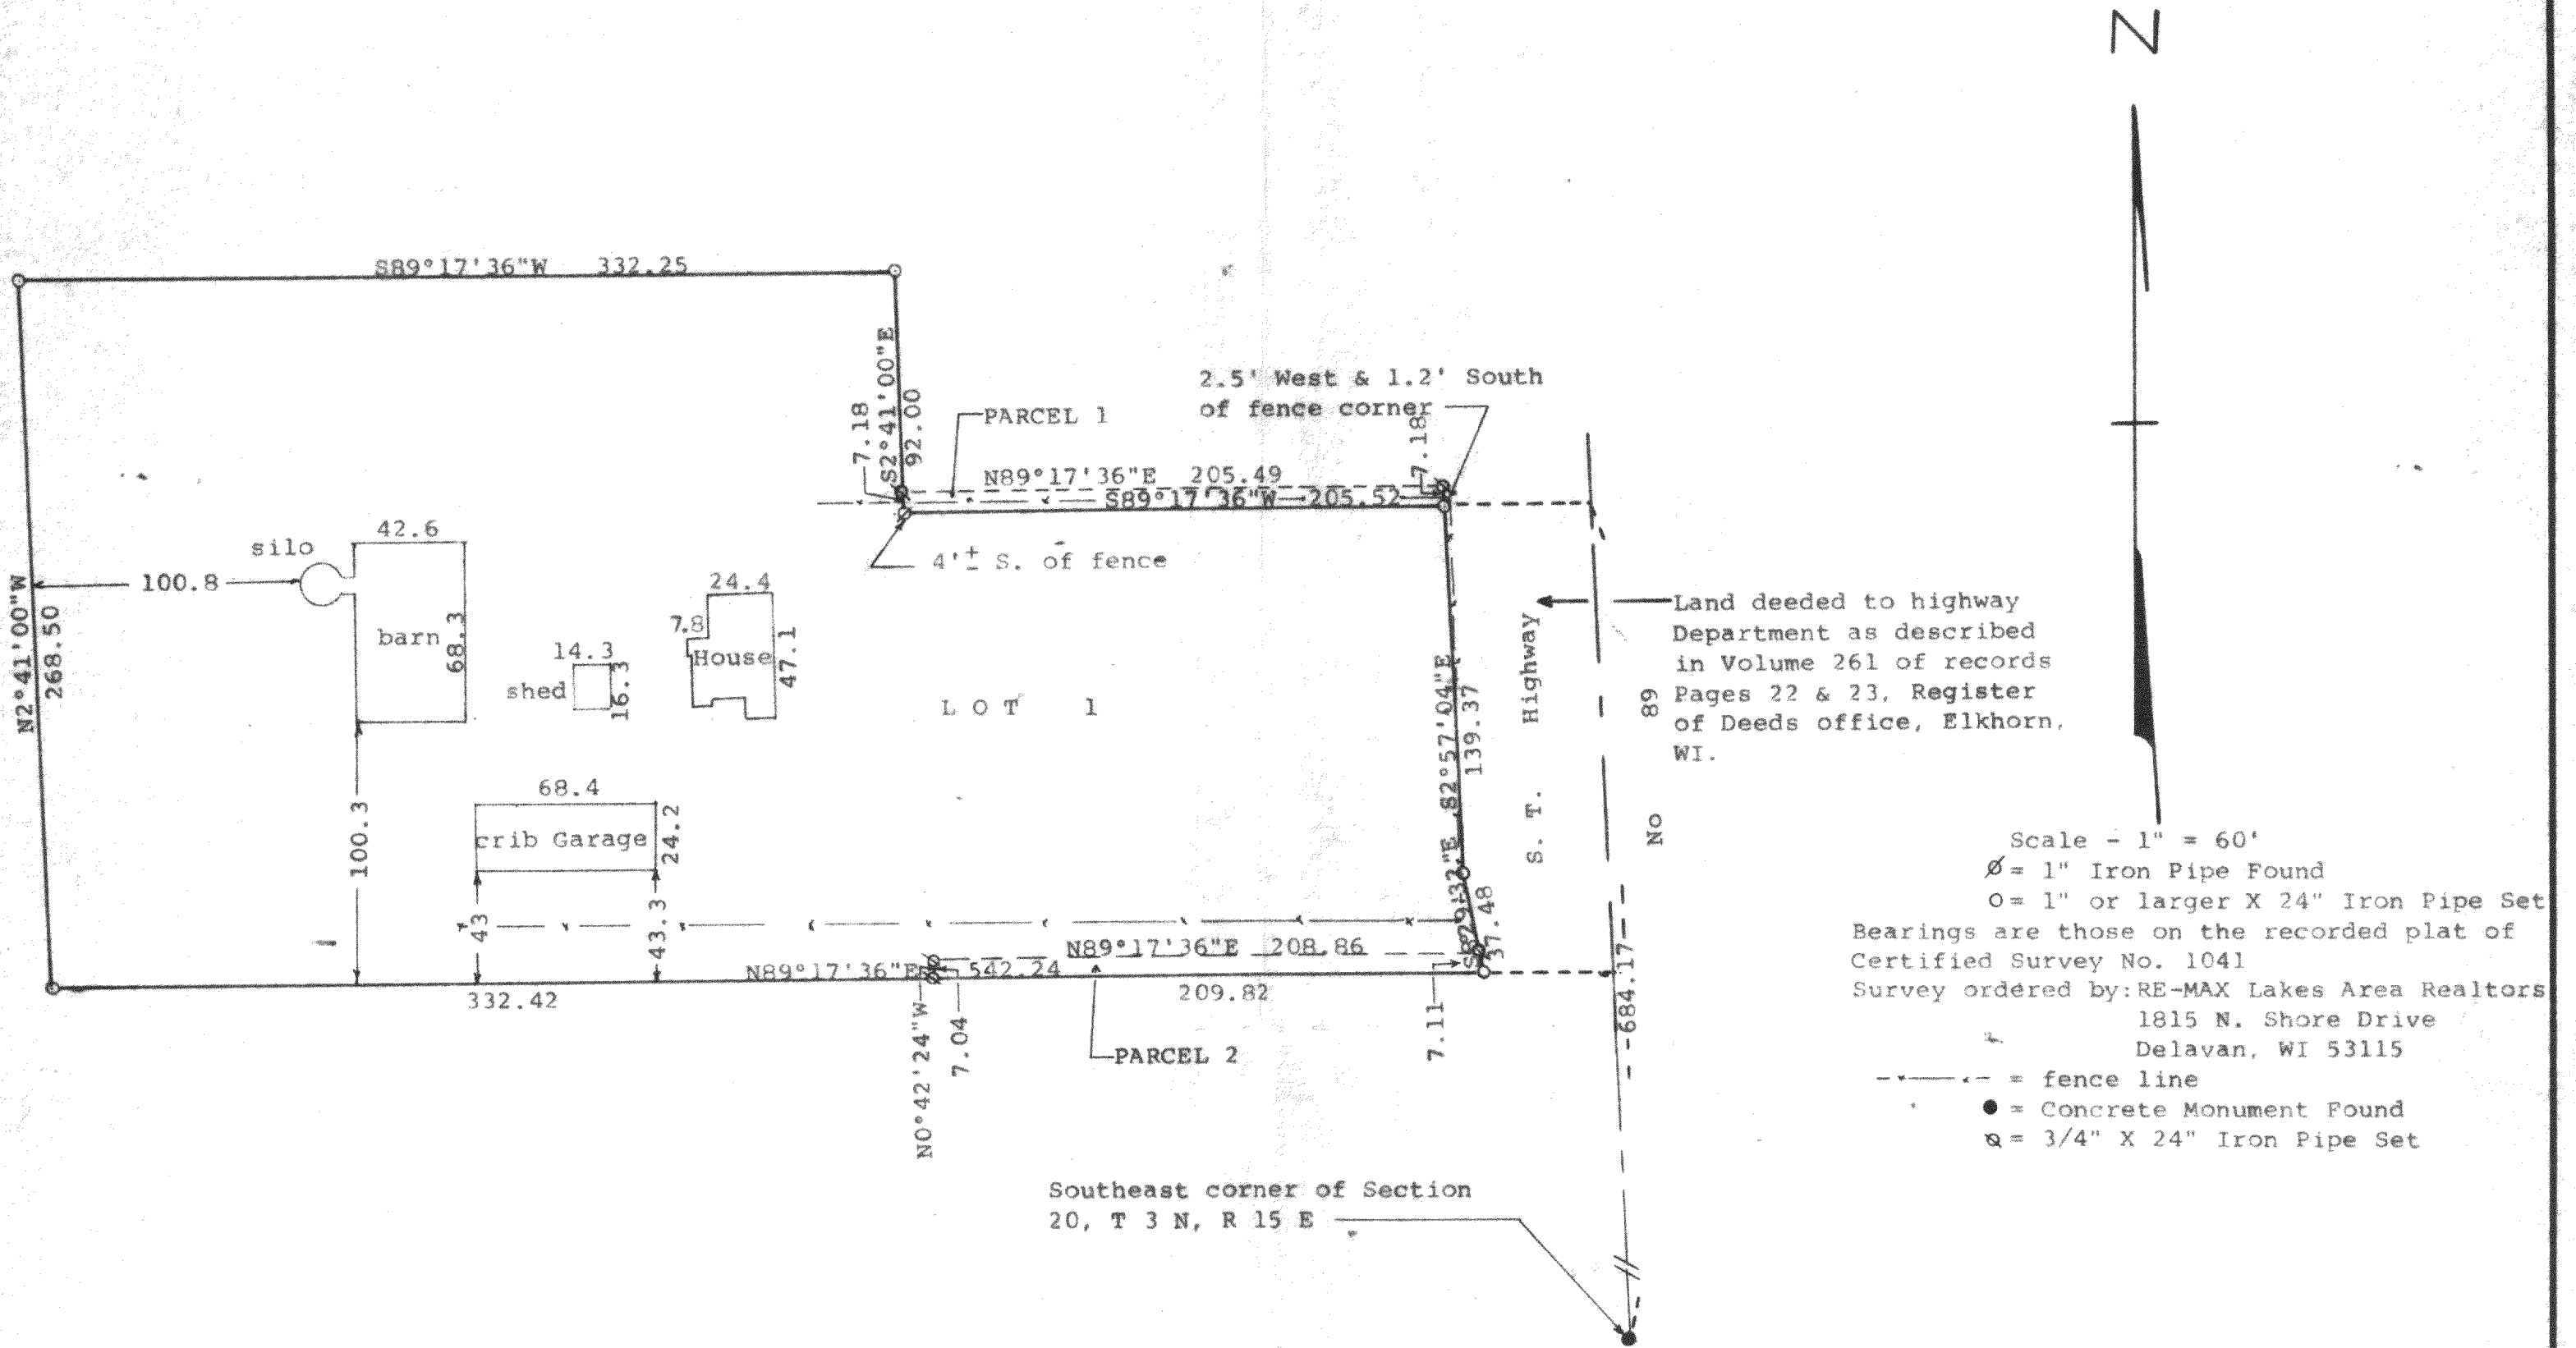 N
S89°17'36"W 332.25
2.5' West & 1.2' South
of fence corner
S2°41'00"E
92.00
7.18
PARCEL 1
7.18
N89°17'36"E 205.49
S89°17'36"W 205.52
4'± S. of fence
42.6
silo
100.8
barn
68.3
N2°41'00"W
268.50
24.4
7.8
House
47.1
14.3
shed
16.3
LOT 1
139.37
S. T. Highway
No 89
Land deeded to highway
Department as described
in Volume 261 of records
Pages 22 & 23, Register
of Deeds office, Elkhorn,
WI.
68.4
crib Garage
24.2
100.3
43
43.3
37.48
N89°17'36"E 208.86
N89°17'36"E 542.24
332.42
209.82
N0°42'24"W
7.04
7.11
PARCEL 2
684.17
Scale - 1" = 60'
Ø = 1" Iron Pipe Found
O = 1" or larger X 24" Iron Pipe Set
Bearings are those on the recorded plat of
Certified Survey No. 1041
Survey ordered by: RE-MAX Lakes Area Realtors
1815 N. Shore Drive
Delavan, WI 53115
= fence line
● = Concrete Monument Found
= 3/4" X 24" Iron Pipe Set
Southeast corner of Section
20, T 3 N, R 15 E